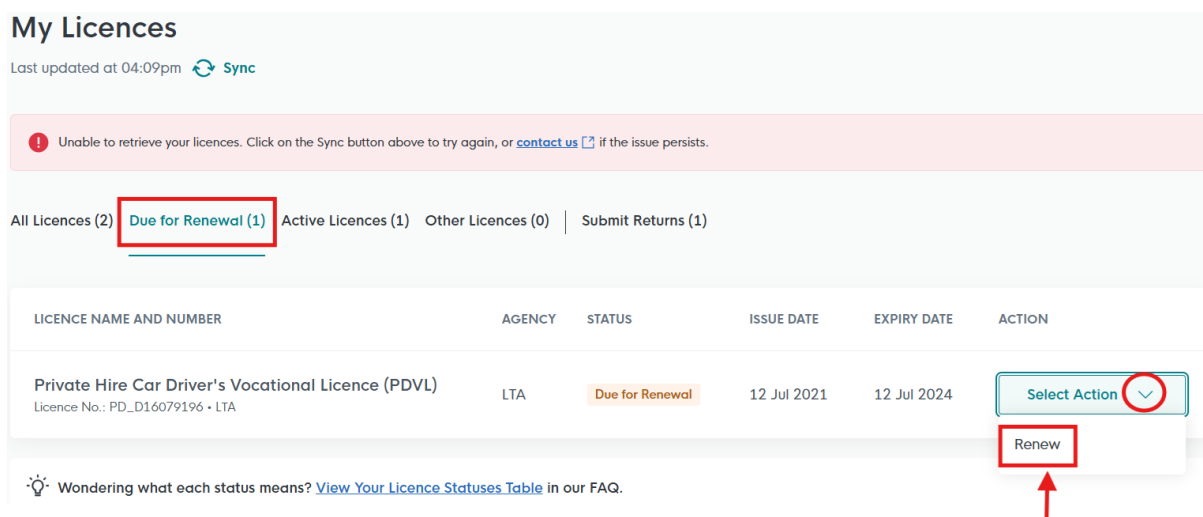 My Licences
Last updated at 04:09pm Sync
Unable to retrieve your licences. Click on the Sync button above to try again, or contact us if the issue persists.
All Licences (2) Due for Renewal (1) Active Licences (1) Other Licences (0) Submit Returns (1)
LICENCE NAME AND NUMBER AGENCY STATUS ISSUE DATE EXPIRY DATE ACTION
Private Hire Car Driver's Vocational Licence (PDVL) LTA Due for Renewal 12 Jul 2021 12 Jul 2024 Select Action
Licence No.: PD_D16079196 • LTA
Renew
Wondering what each status means? View Your Licence Statuses Table in our FAQ.